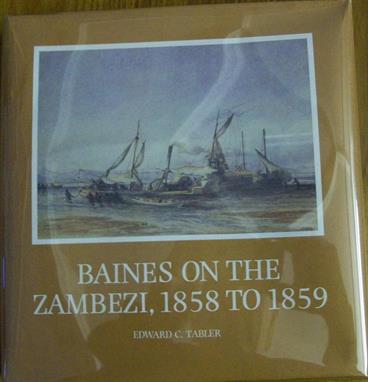 BAINES ON THE
ZAMBEZI, 1858 TO 1859
EDWARD C. TABLER